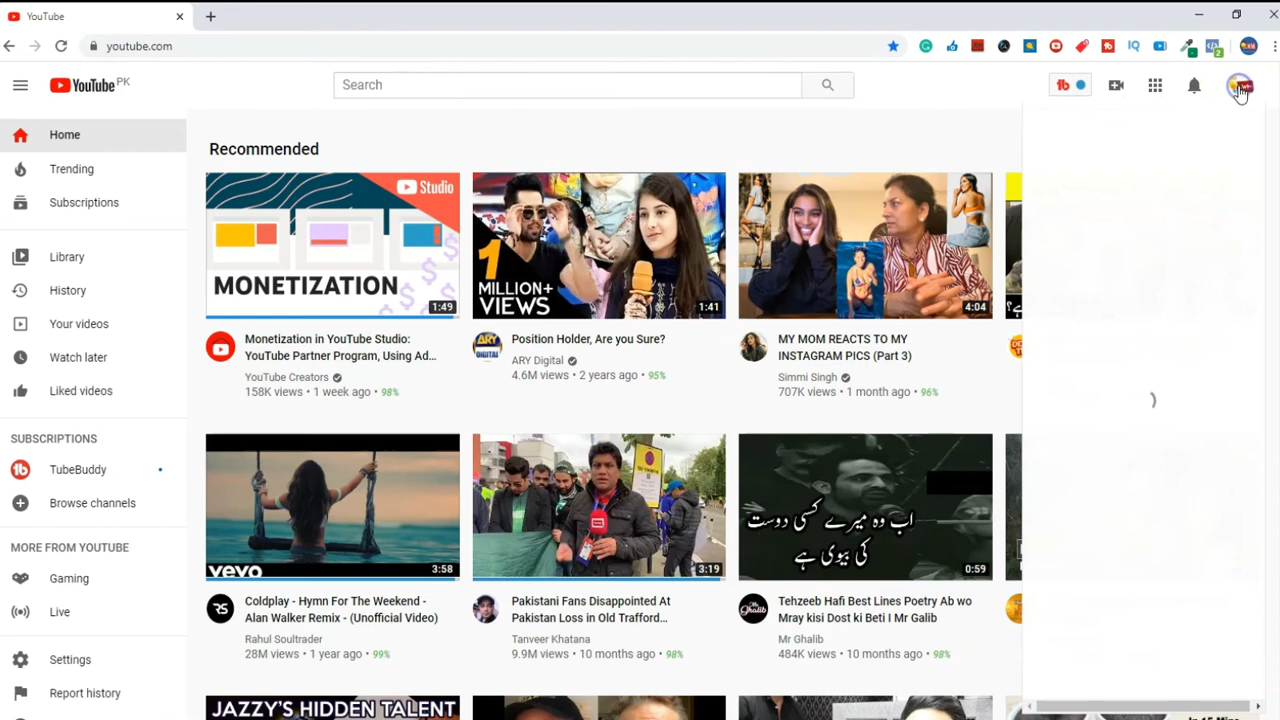 YouTube
youtube.com
IQ
2
YouTube PK
Search
Home
Trending
Subscriptions
Library
History
Your videos
Watch later
Liked videos
SUBSCRIPTIONS
TubeBuddy
Browse channels
MORE FROM YOUTUBE
Gaming
Live
Settings
Report history
Recommended
Studio
MONETIZATION
1:49
Monetization in YouTube Studio:
YouTube Partner Program, Using Ad...
YouTube Creators
158K views • 1 week ago • 98%
1
MILLION+
VIEWS
1:41
ARY
DIGITAL
Position Holder, Are you Sure?
ARY Digital
4.6M views • 2 years ago • 95%
4:04
MY MOM REACTS TO MY
INSTAGRAM PICS (Part 3)
Simmi Singh
707K views • 1 month ago • 96%
vevo
3:58
RS
Coldplay - Hymn For The Weekend -
Alan Walker Remix - (Unofficial Video)
Rahul Soultrader
28M views • 1 year ago • 99%
3:19
Pakistani Fans Disappointed At
Pakistan Loss in Old Trafford...
Tanveer Khatana
9.9M views • 10 months ago • 98%
اب وہ میرے کسی دوست
کی بیوی ہے
0:59
Tehzeeb Hafi Best Lines Poetry Ab wo
Mray kisi Dost ki Beti I Mr Galib
Mr Ghalib
484K views • 10 months ago • 98%
JAZZY'S HIDDEN TALENT